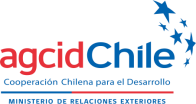 agcidChile
Cooperación Chilena para el Desarrollo
MINISTERIO DE RELACIONES EXTERIORES